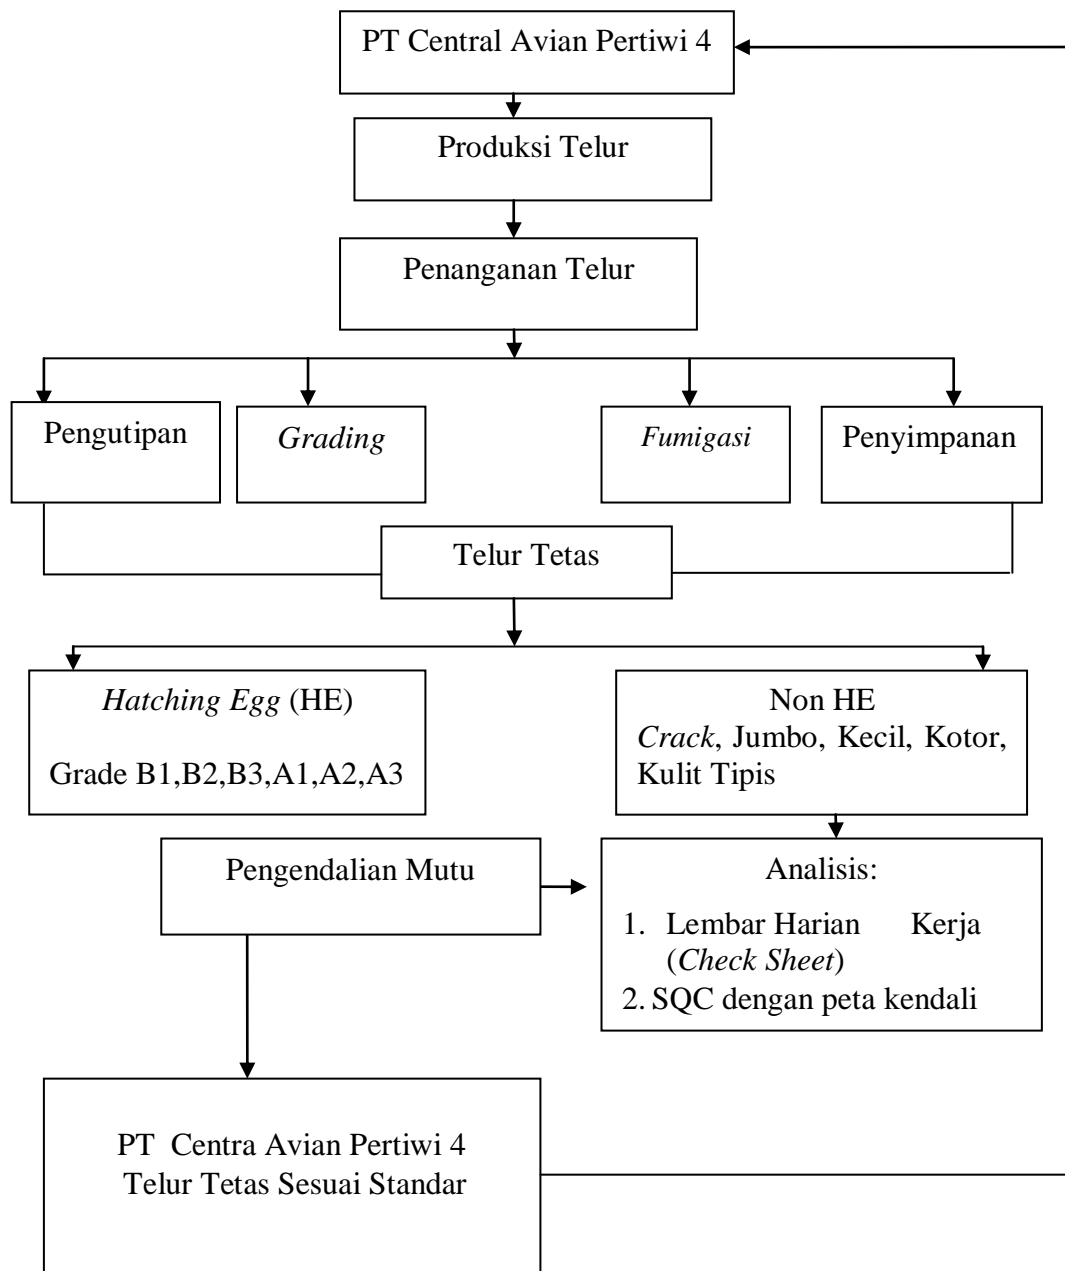 PT Central Avian Pertiwi 4
Produksi Telur
Penanganan Telur
Pengutipan
Grading
Fumigasi
Penyimpanan
Telur Tetas
Hatching Egg (HE)
Grade B1,B2,B3,A1,A2,A3
Non HE
Crack, Jumbo, Kecil, Kotor,
Kulit Tipis
Pengendalian Mutu
Analisis:
1. Lembar Harian Kerja
(Check Sheet)
2. SQC dengan peta kendali
PT Centra Avian Pertiwi 4
Telur Tetas Sesuai Standar